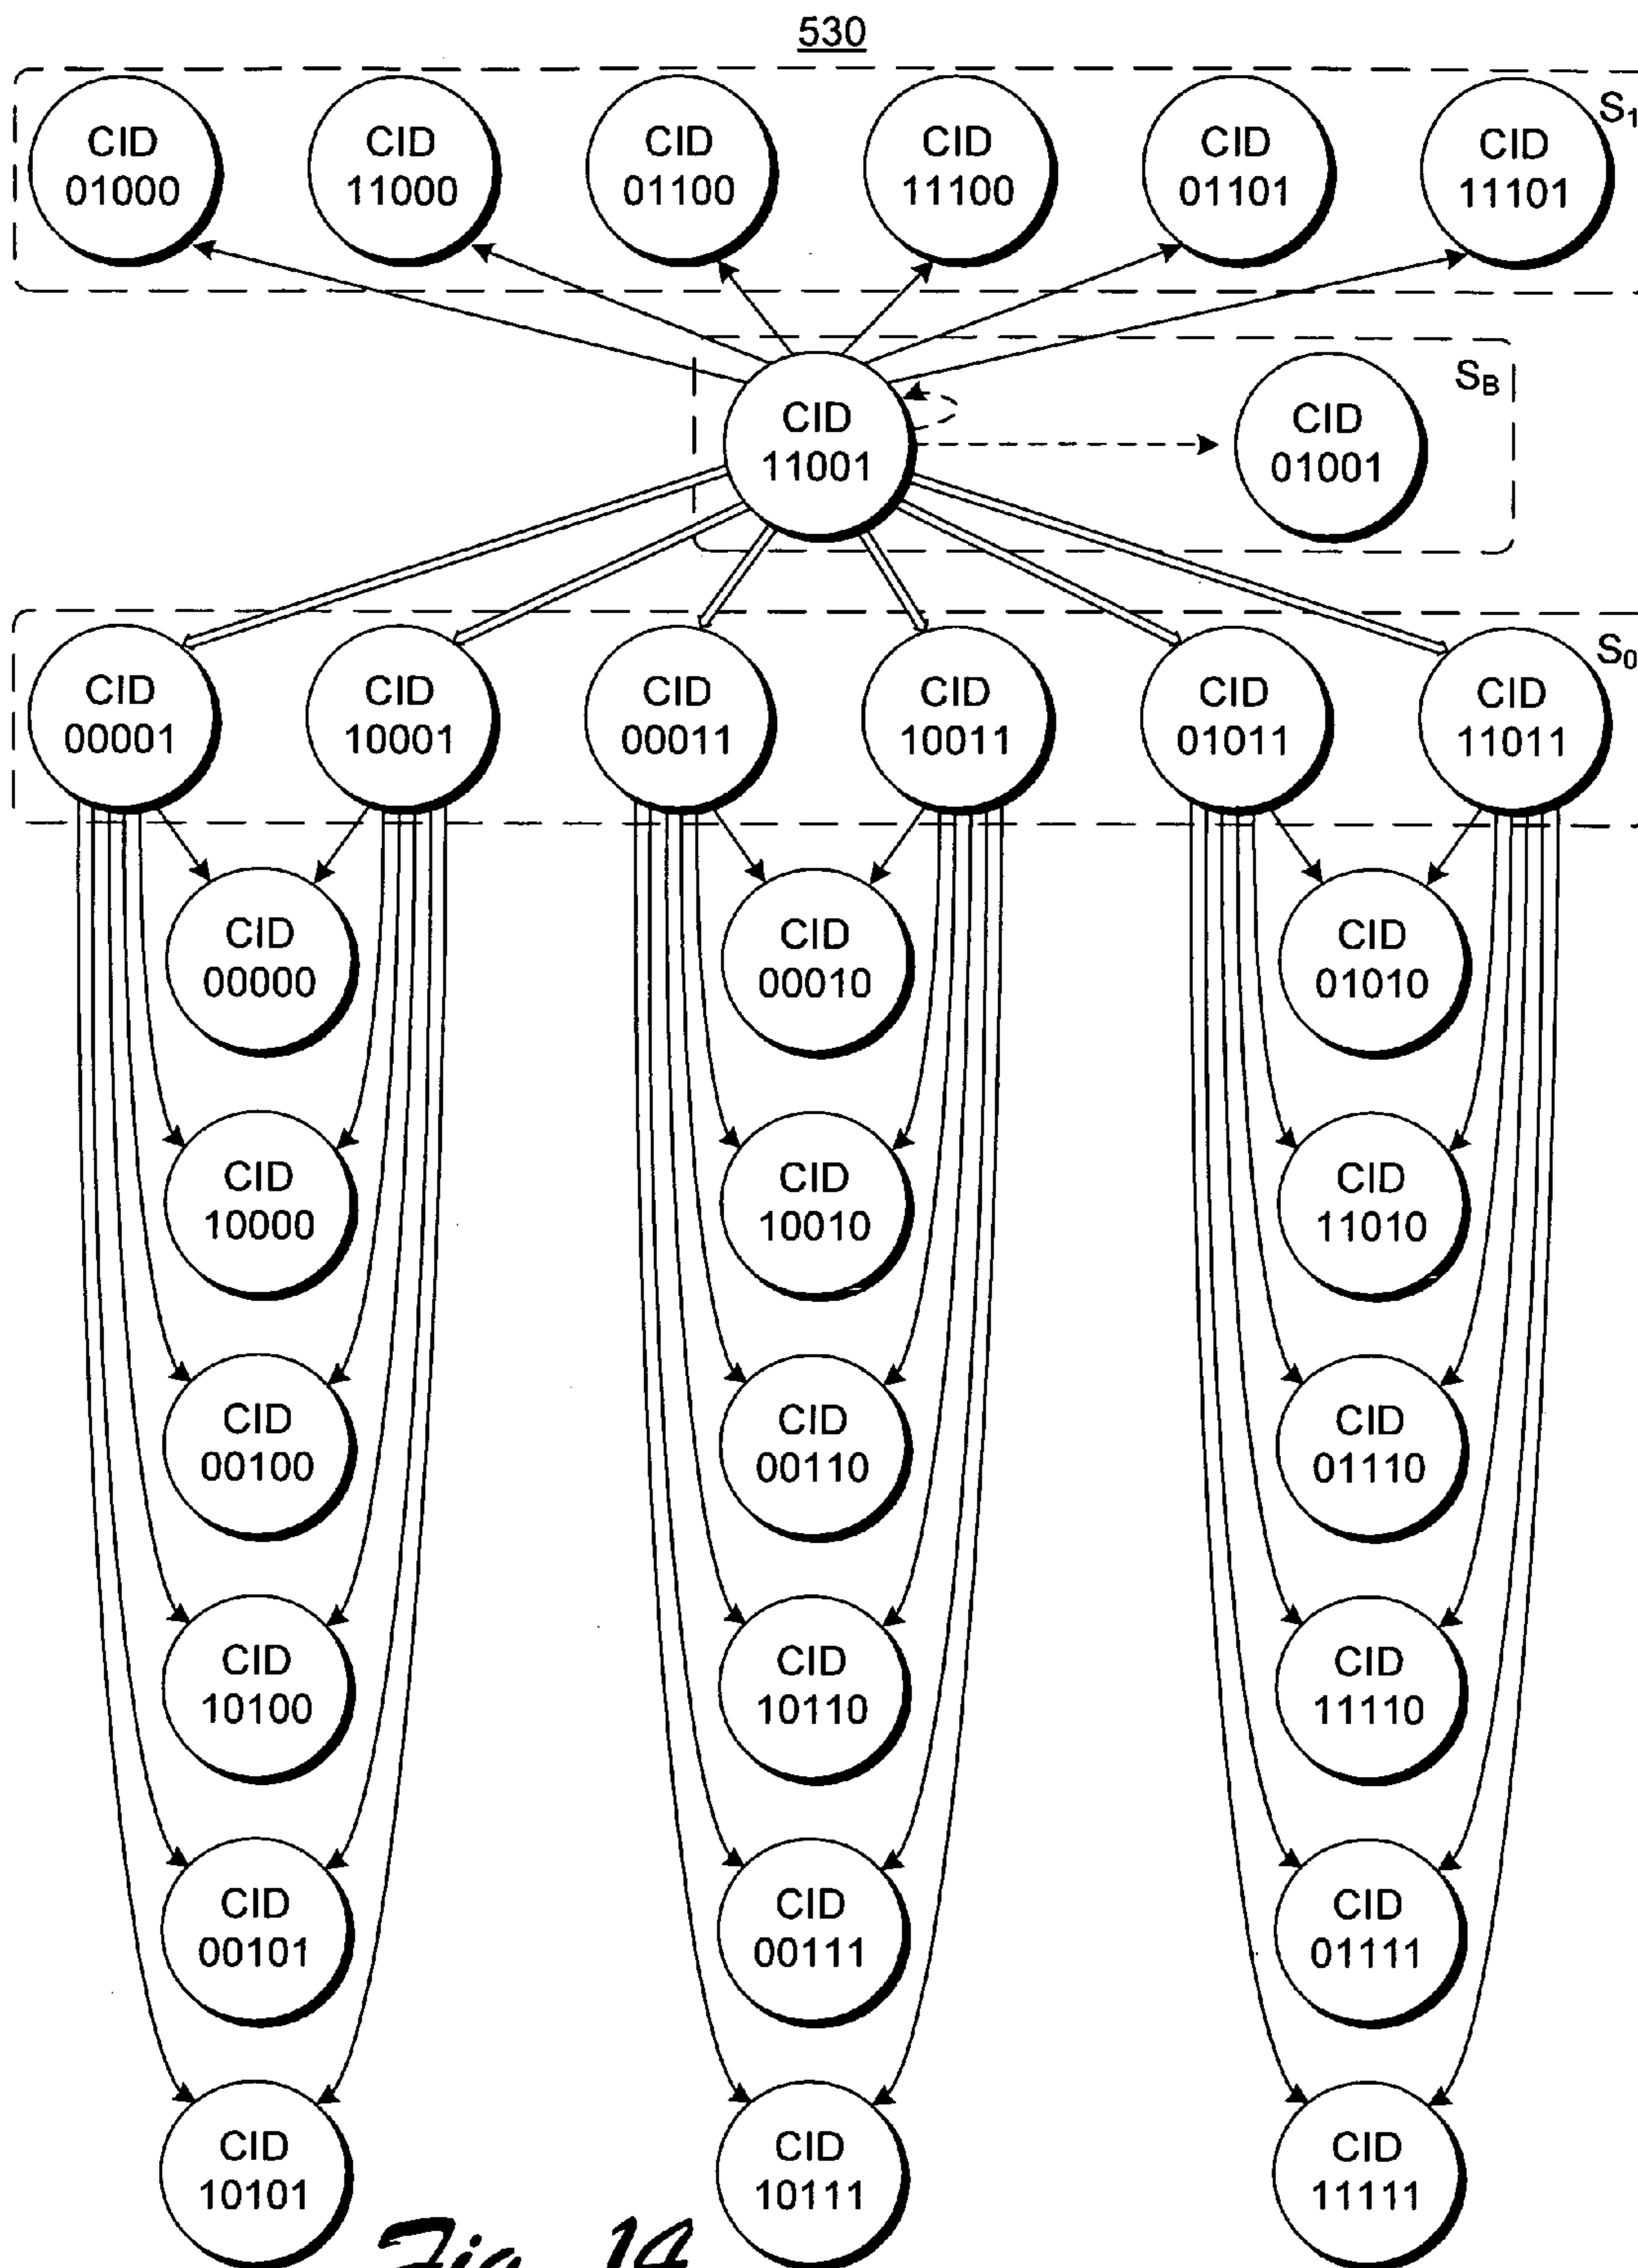 530
S1
CID
01000
CID
11000
CID
01100
CID
11100
CID
01101
CID
11101
SB
CID
11001
CID
01001
S0
CID
00001
CID
10001
CID
00011
CID
10011
CID
01011
CID
11011
CID
00000
CID
00010
CID
01010
CID
10000
CID
10010
CID
11010
CID
00100
CID
00110
CID
01110
CID
10100
CID
10110
CID
11110
CID
00101
CID
00111
CID
01111
CID
10101
CID
10111
CID
11111
Fig. 14